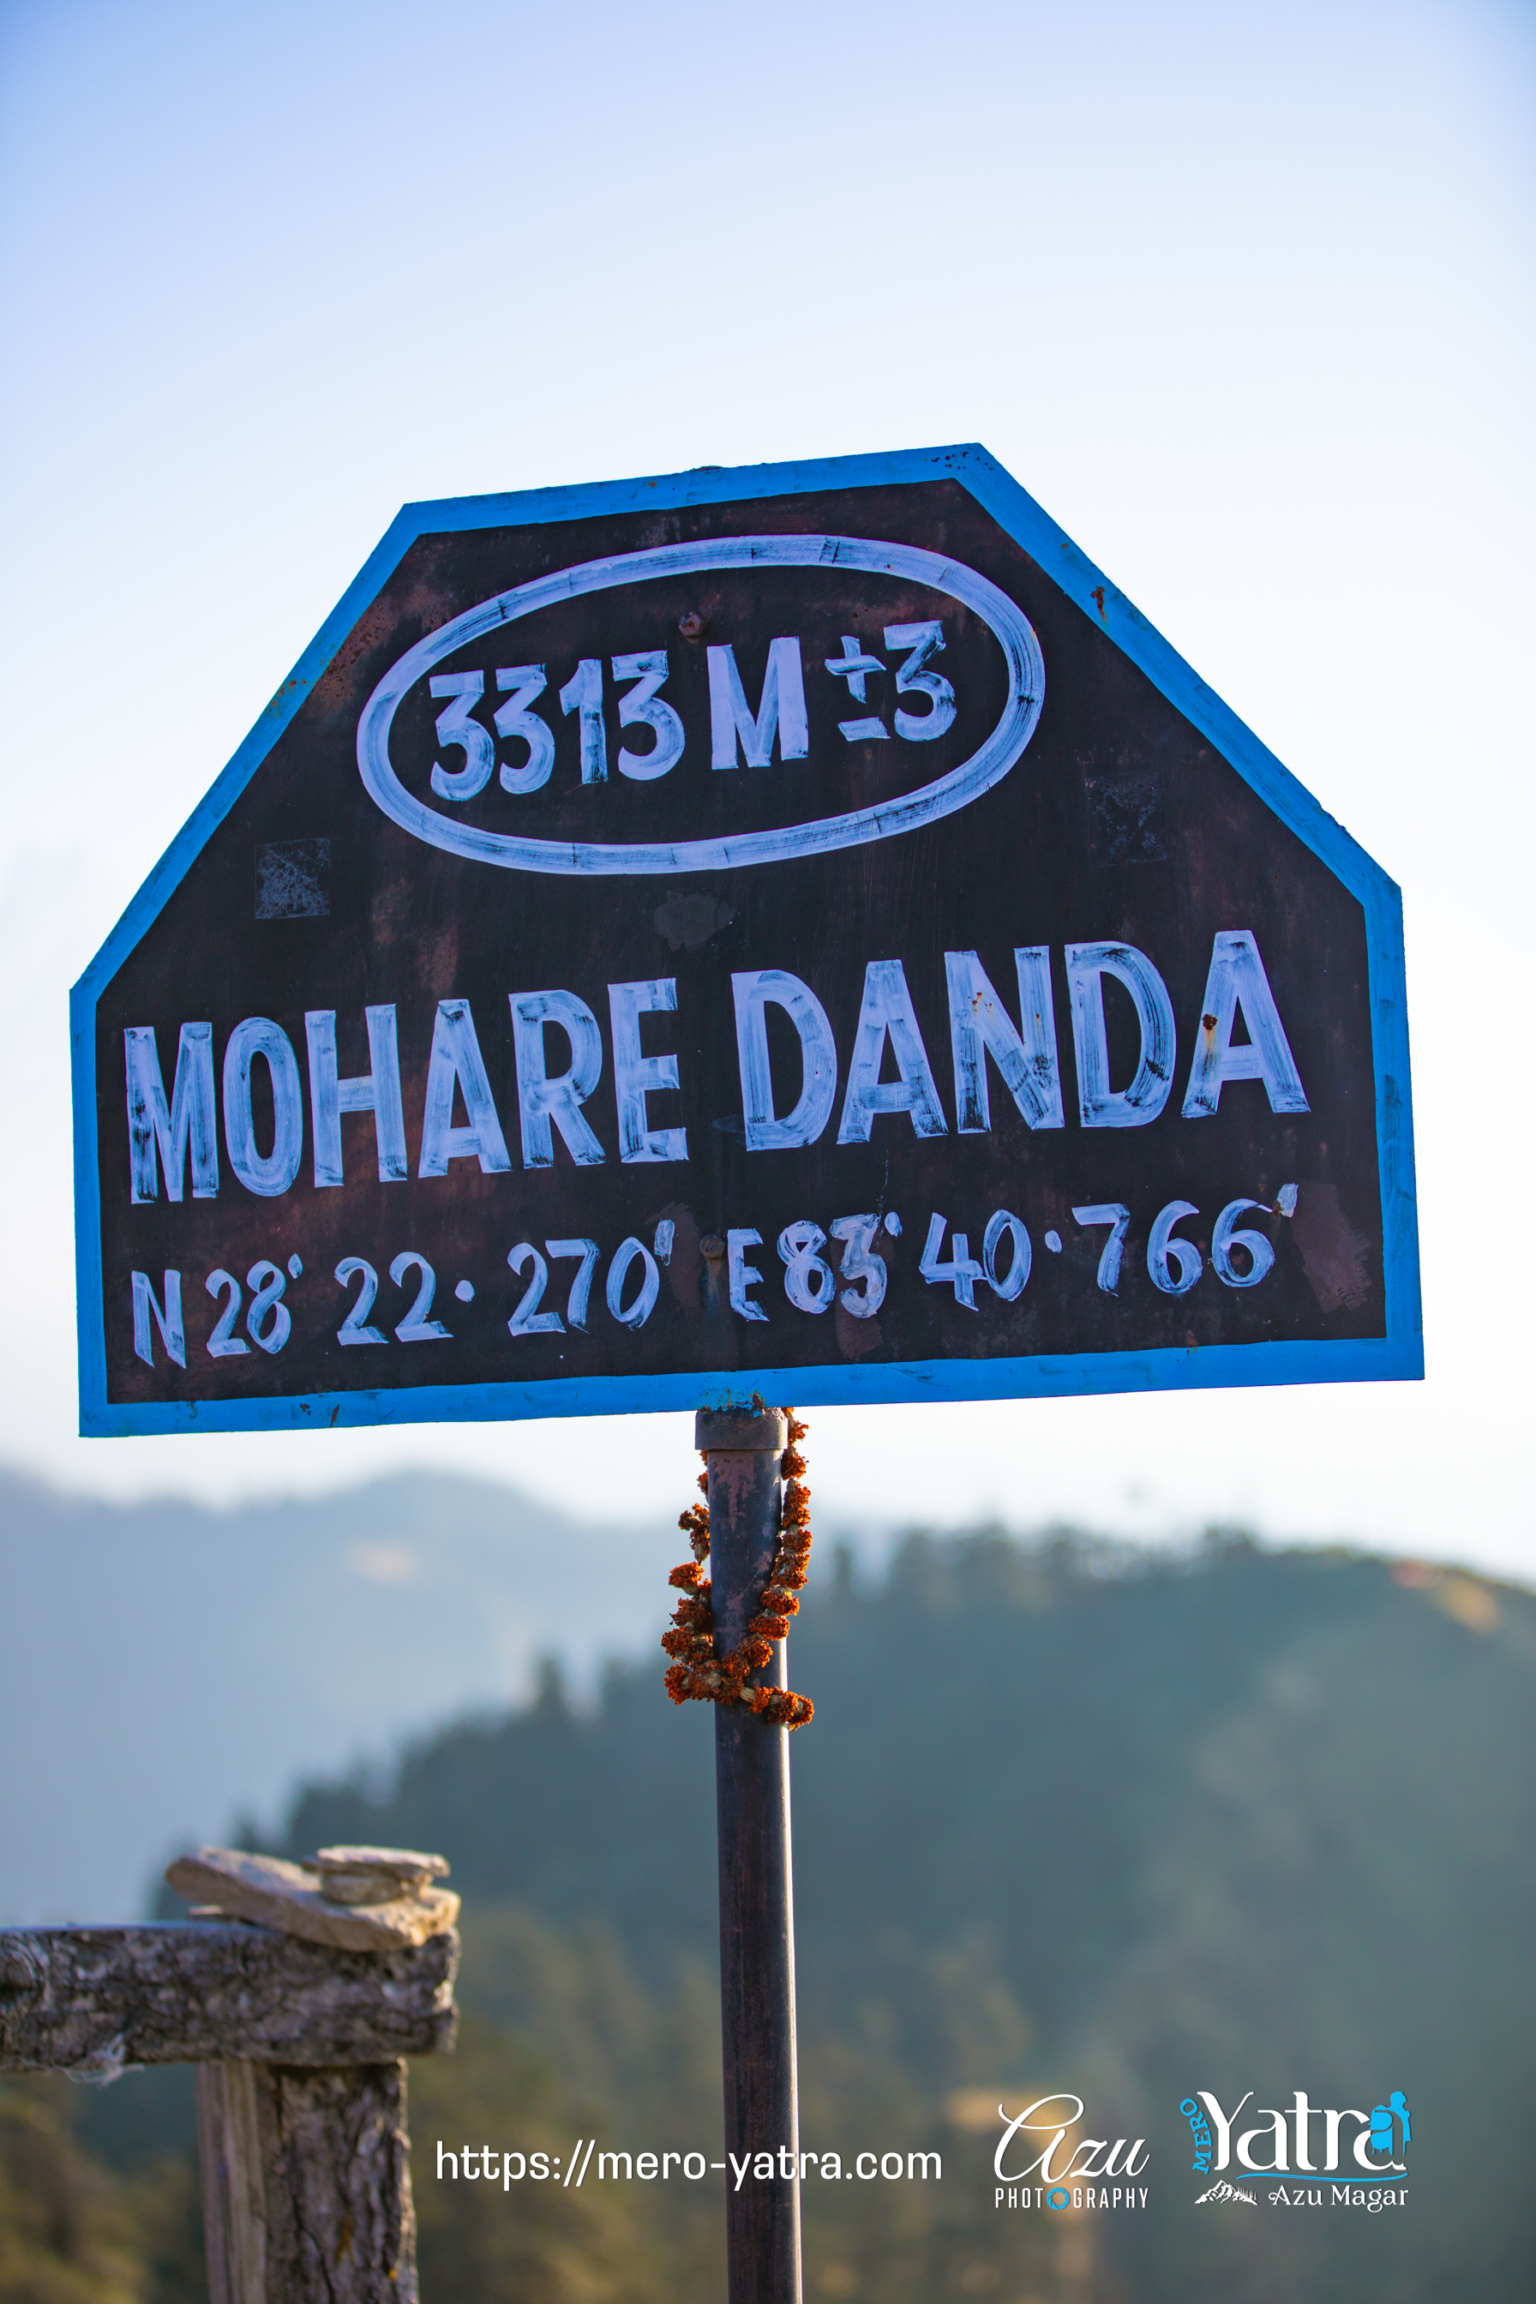 3313 M ±3
MOHARE DANDA
N 28° 22.270' E 83° 40.766'
https://mero-yatra.com
Azu
PHOTOGRAPHY
MERO Yatra
Azu Magar